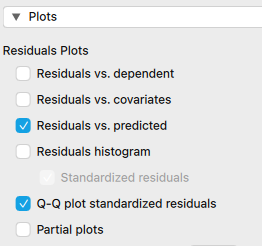 Plots
Residuals Plots
Residuals vs. dependent
Residuals vs. covariates
Residuals vs. predicted
Residuals histogram
Standardized residuals
Q-Q plot standardized residuals
Partial plots